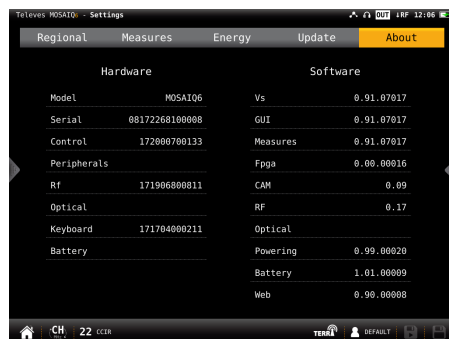 Televes MOSAIQ6 - Settings OUT ↓RF 12:06
Regional Measures Energy Update About
Hardware Software
Model MOSAIQ6 Vs 0.91.07017
Serial 08172268100008 GUI 0.91.07017
Control 172000700133 Measures 0.91.07017
Peripherals Fpga 0.00.00016
Rf 171906800811 CAM 0.09
Optical RF 0.17
Keyboard 171704000211 Optical
Battery Powering 0.99.00020
Battery 1.01.00009
Web 0.90.00008
CH 22 CCIR TERR DEFAULT